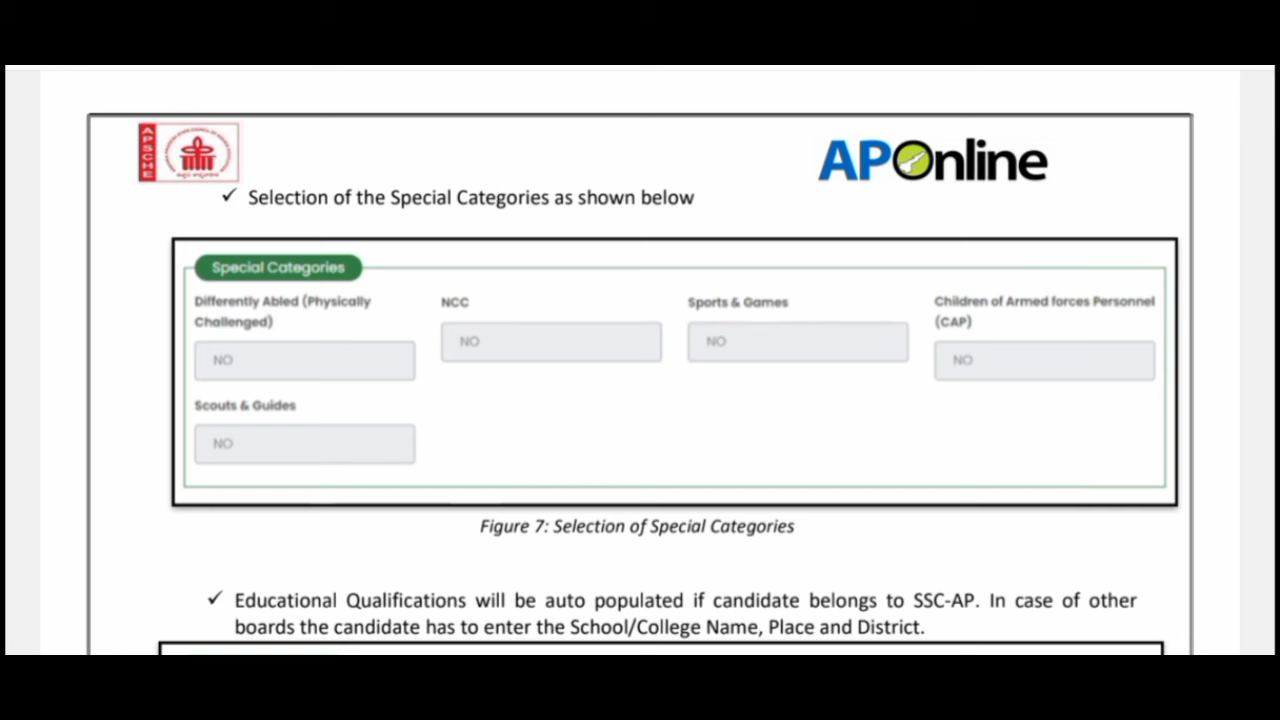 APSCHE
APOnline
✓ Selection of the Special Categories as shown below
Special Categories
Differently Abled (Physically
Challenged)
NO
NCC
NO
Sports & Games
NO
Children of Armed forces Personnel
(CAP)
NO
Scouts & Guides
NO
Figure 7: Selection of Special Categories
✓ Educational Qualifications will be auto populated if candidate belongs to SSC-AP. In case of other
boards the candidate has to enter the School/College Name, Place and District.